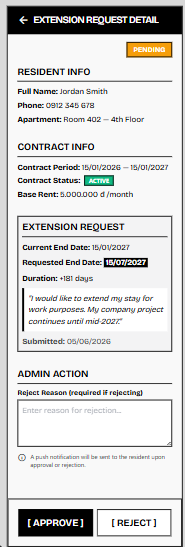 ← EXTENSION REQUEST DETAIL
PENDING
RESIDENT INFO
Full Name: Jordan Smith
Phone: 0912 345 678
Apartment: Room 402 — 4th Floor
CONTRACT INFO
Contract Period: 15/01/2026 — 15/01/2027
Contract Status: ACTIVE
Base Rent: 5.000.000 đ /month
EXTENSION REQUEST
Current End Date: 15/01/2027
Requested End Date: 15/07/2027
Duration: +181 days
"I would like to extend my stay for
work purposes. My company project
continues until mid-2027."
Submitted: 05/06/2026
ADMIN ACTION
Reject Reason (required if rejecting)
Enter reason for rejection...
A push notification will be sent to the resident upon
approval or rejection.
[ APPROVE ] [ REJECT ]